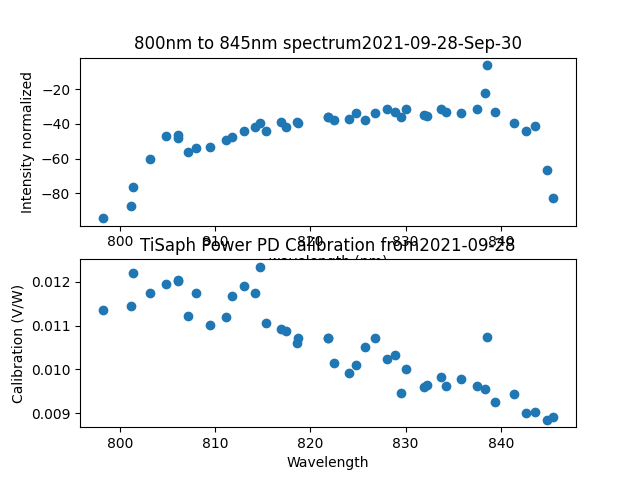 800nm to 845nm spectrum2021-09-28-Sep-30
Intensity normalized
−20
−40
−60
−80
800 810 820 830 840
wavelength (nm)
TiSaph Power PD Calibration from2021-09-28
Calibration (V/W)
0.012
0.011
0.010
0.009
800 810 820 830 840
Wavelength